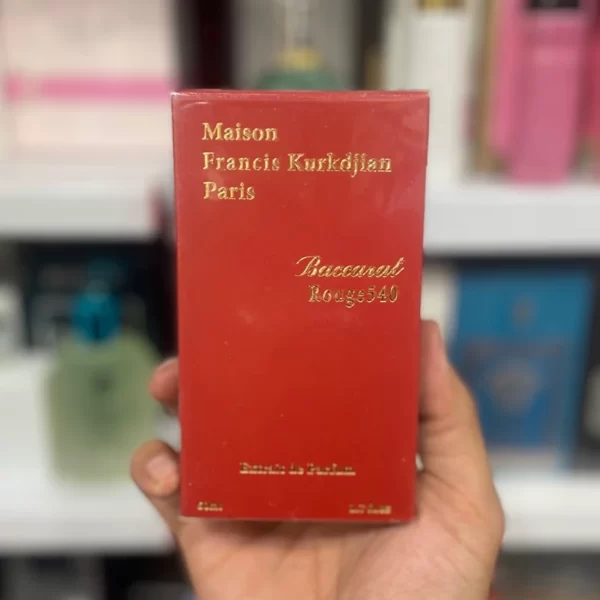 Maison
Francis Kurkdjian
Paris
Baccarat
Rouge540
Extrait de Parfum